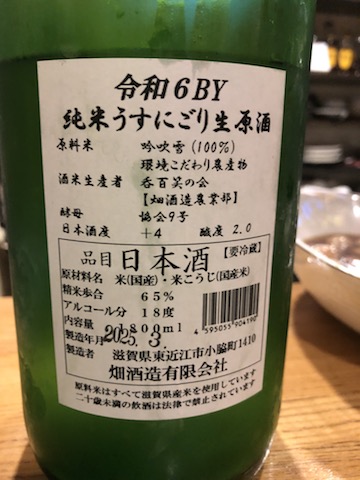 令和6BY
純米うすにごり生原酒
原料米 吟吹雪(100%)
環境こだわり農産物
酒米生産者 呑百笑の会
【畑酒造農業部】
酵母 協会9号
日本酒度 +4 酸度 2.0
品目 日本酒 【要冷蔵】
原材料名 米(国産)・米こうじ(国産米)
精米歩合 65%
アルコール分 18度
内容量 1800ml
製造年月 2025. 3
4595055904190
製造者 滋賀県東近江市小脇町1410
畑酒造有限会社
原料米はすべて滋賀県産米を使用しています
二十歳未満の飲酒は法律で禁止されています